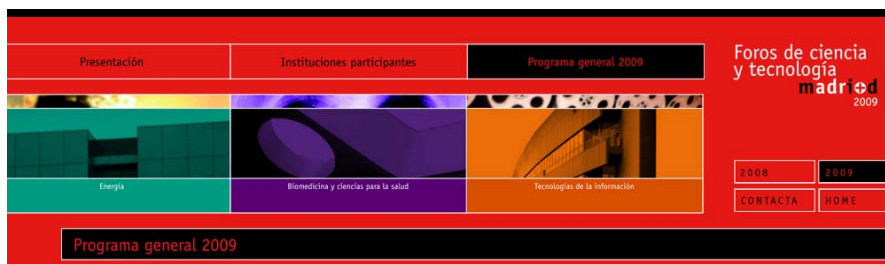 Presentación
Instituciones participantes
Programa general 2009
Foros de ciencia
y tecnología
madri+d
2009
Energía
Biomedicina y ciencias para la salud
Tecnologías de la información
2008
2009
CONTACTA
HOME
Programa general 2009